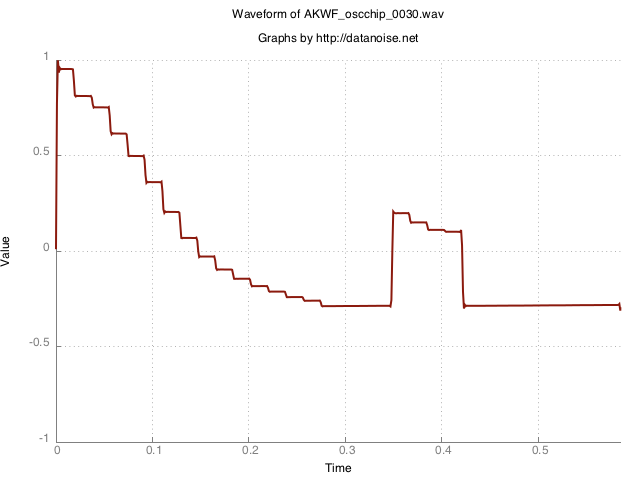 Waveform of AKWF_oscchip_0030.wav
Graphs by http://datanoise.net
1
0.5
0
-0.5
-1
Value
0 0.1 0.2 0.3 0.4 0.5
Time